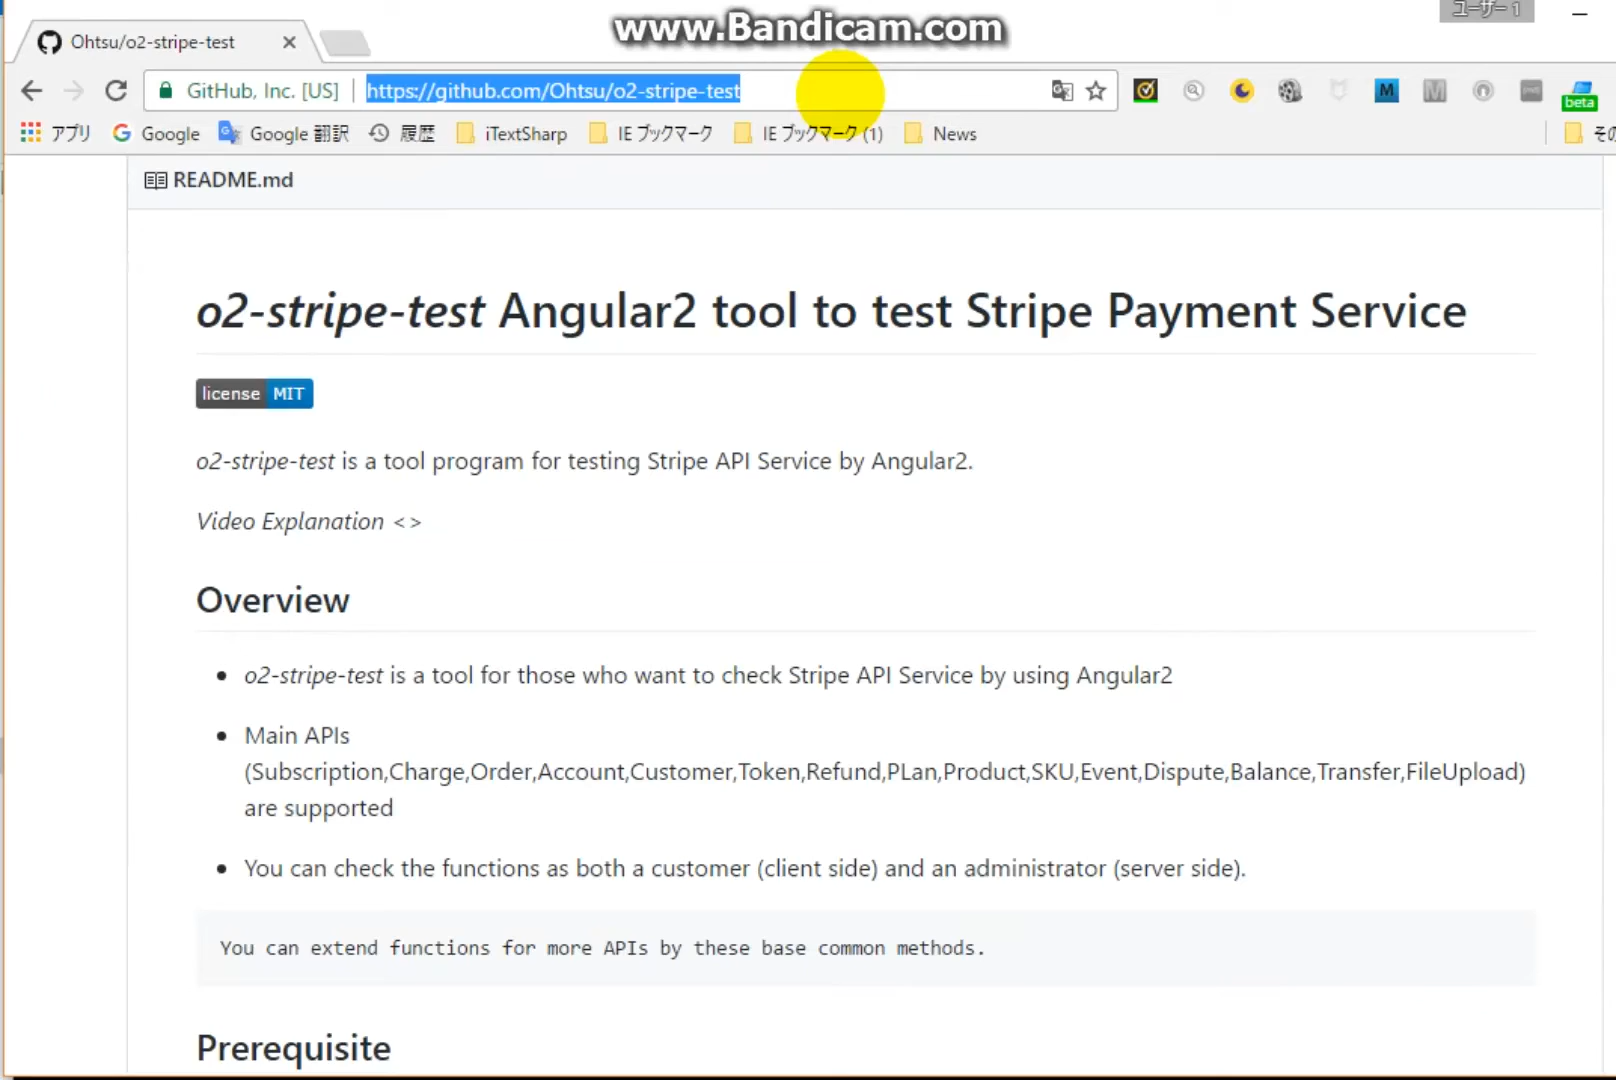 www.Bandicam.com
ユーザー 1
Ohtsu/o2-stripe-test
GitHub, Inc. [US] | https://github.com/Ohtsu/o2-stripe-test
M M beta
アプリ Google Google 翻訳 履歴 iTextSharp IE ブックマーク IE ブックマーク (1) News その
README.md
o2-stripe-test Angular2 tool to test Stripe Payment Service
license MIT
o2-stripe-test is a tool program for testing Stripe API Service by Angular2.
Video Explanation <>
Overview
• o2-stripe-test is a tool for those who want to check Stripe API Service by using Angular2
• Main APIs
(Subscription,Charge,Order,Account,Customer,Token,Refund,PLan,Product,SKU,Event,Dispute,Balance,Transfer,FileUpload)
are supported
• You can check the functions as both a customer (client side) and an administrator (server side).
You can extend functions for more APIs by these base common methods.
Prerequisite